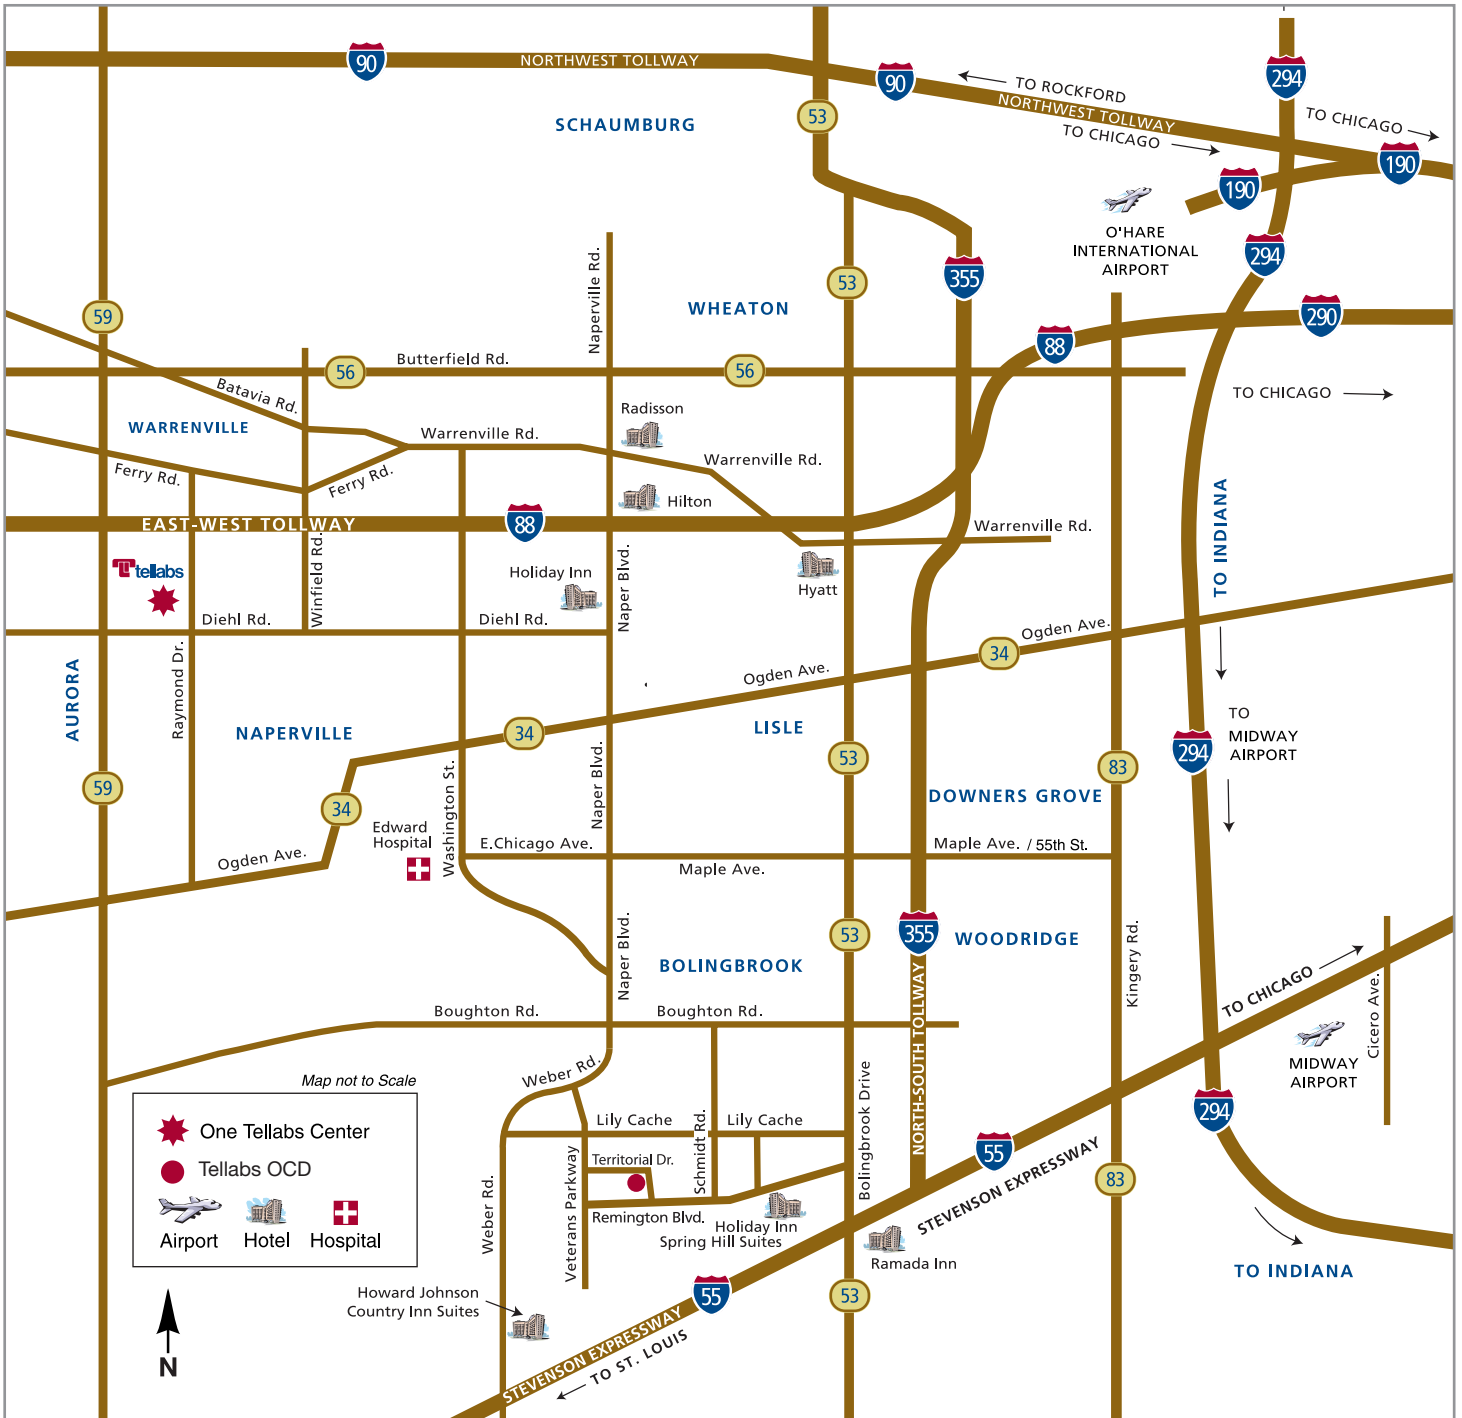 90
NORTHWEST TOLLWAY
90
TO ROCKFORD
NORTHWEST TOLLWAY
TO CHICAGO
294
TO CHICAGO
190
190
53
SCHAUMBURG
O'HARE
INTERNATIONAL
AIRPORT
294
59
Naperville Rd.
53
355
WHEATON
290
88
Butterfield Rd.
56
56
Batavia Rd.
TO CHICAGO
WARRENVILLE
Radisson
Warrenville Rd.
Warrenville Rd.
Ferry Rd.
Ferry Rd.
Hilton
EAST-WEST TOLLWAY
88
Warrenville Rd.
TO INDIANA
tellabs
Winfield Rd.
Holiday Inn
Naper Blvd.
Hyatt
Diehl Rd.
Diehl Rd.
Ogden Ave.
34
Ogden Ave.
AURORA
Raymond Dr.
NAPERVILLE
34
LISLE
TO
MIDWAY
AIRPORT
294
53
83
59
34
Washington St.
Naper Blvd.
DOWNERS GROVE
Edward
Hospital
E.Chicago Ave.
Maple Ave. / 55th St.
Ogden Ave.
Maple Ave.
53
355
WOODRIDGE
Naper Blvd.
BOLINGBROOK
Kingery Rd.
TO CHICAGO
Cicero Ave.
Boughton Rd.
Boughton Rd.
NORTH-SOUTH TOLLWAY
MIDWAY
AIRPORT
Weber Rd.
Bolingbrook Drive
294
Map not to Scale
One Tellabs Center
Tellabs OCD
Airport
Hotel
Hospital
Lily Cache
Lily Cache
Schmidt Rd.
55
STEVENSON EXPRESSWAY
83
Territorial Dr.
Veterans Parkway
Weber Rd.
Remington Blvd.
Holiday Inn
Spring Hill Suites
Ramada Inn
TO INDIANA
Howard Johnson
Country Inn Suites
55
53
STEVENSON EXPRESSWAY
TO ST. LOUIS
N